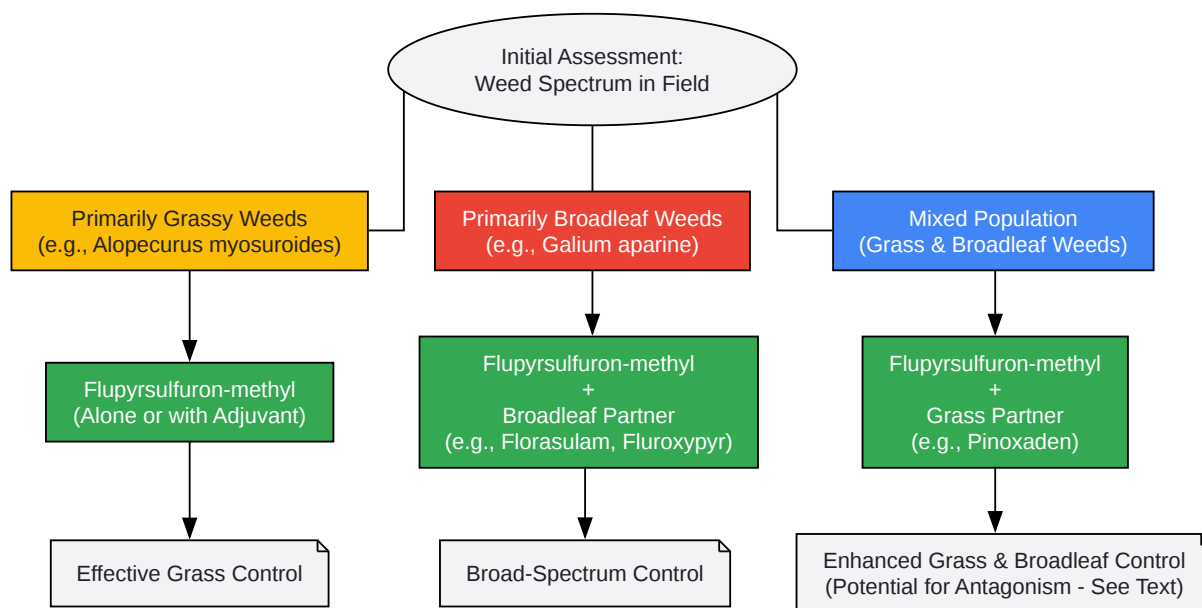 Initial Assessment:
Weed Spectrum in Field
Primarily Grassy Weeds
(e.g., Alopecurus myosuroides)
Primarily Broadleaf Weeds
(e.g., Galium aparine)
Mixed Population
(Grass & Broadleaf Weeds)
Flupyrsulfuron-methyl
(Alone or with Adjuvant)
Flupyrsulfuron-methyl
+
Broadleaf Partner
(e.g., Florasulam, Fluroxypyr)
Flupyrsulfuron-methyl
+
Grass Partner
(e.g., Pinoxaden)
Effective Grass Control
Broad-Spectrum Control
Enhanced Grass & Broadleaf Control
(Potential for Antagonism - See Text)